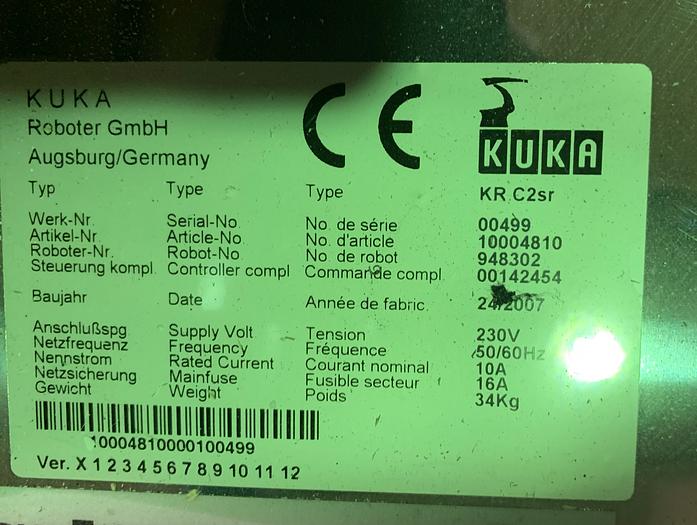 KUKA
Roboter GmbH
Augsburg/Germany
CE
KUKA
Typ Type Type KR C2sr
Werk-Nr. Serial-No. No. de série 00499
Artikel-Nr. Article-No. No. d'article 10004810
Roboter-Nr. Robot-No. No. de robot 948302
Steuerung kompl. Controller compl Commande compl. 00142454
Baujahr Date Année de fabric. 24/2007
Anschlußspg Supply Volt Tension 230V
Netzfrequenz Frequency Fréquence 50/60Hz
Nennstrom Rated Current Courant nominal 10A
Netzsicherung Mainfuse Fusible secteur 16A
Gewicht Weight Poids 34Kg
10004810000100499
Ver. X 1 2 3 4 5 6 7 8 9 10 11 12